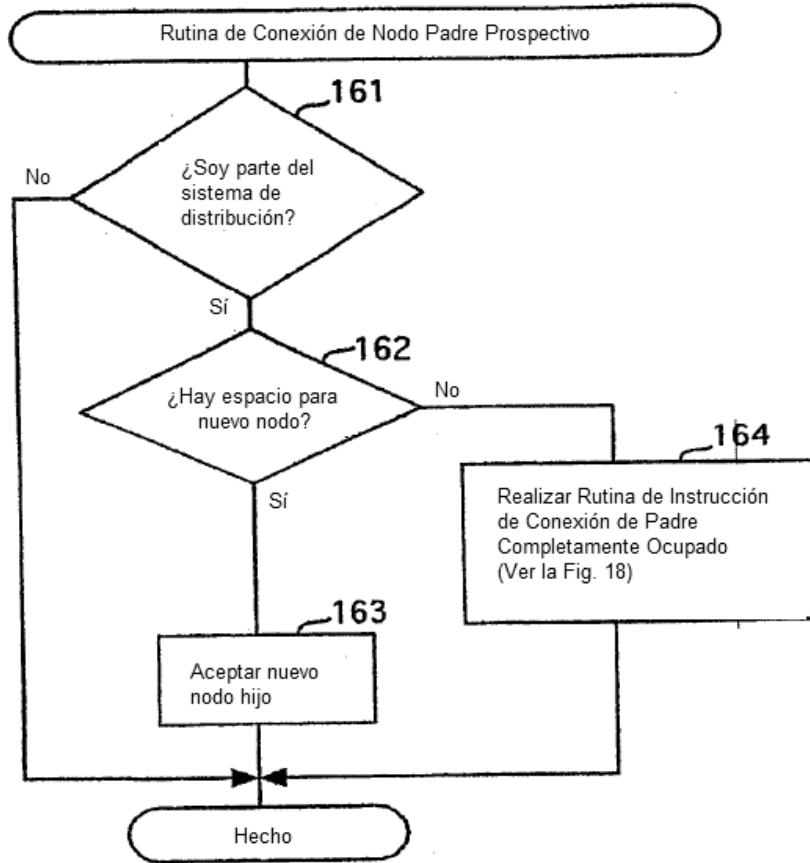 Rutina de Conexión de Nodo Padre Prospectivo
161
¿Soy parte del
sistema de
distribución?
No
Sí
162
¿Hay espacio para
nuevo nodo?
No
Sí
164
Realizar Rutina de Instrucción
de Conexión de Padre
Completamente Ocupado
(Ver la Fig. 18)
163
Aceptar nuevo
nodo hijo
Hecho